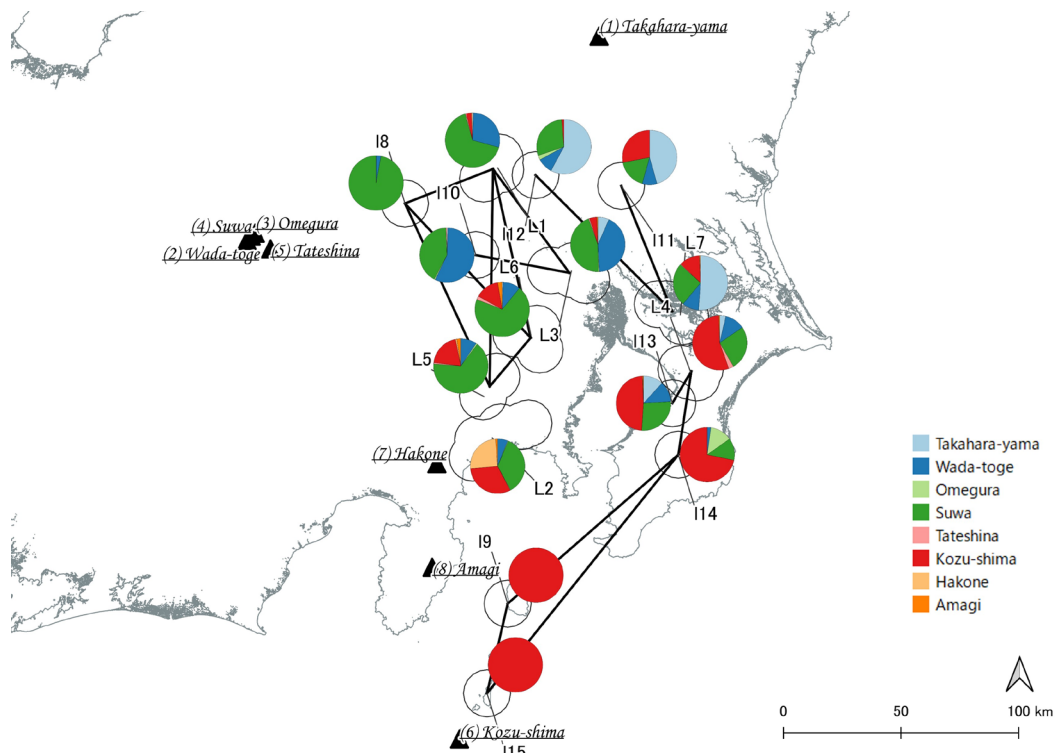 (1) Takahara-yama
I8
I10
L1
I12
I11
(4) Suwa
(3) Omegura
(2) Wada-toge
(5) Tateshina
L7
L6
L4
L3
I13
L5
(7) Hakone
L2
I14
I9
(8) Amagi
(6) Kozu-shima
I15
Takahara-yama
Wada-toge
Omegura
Suwa
Tateshina
Kozu-shima
Hakone
Amagi
0 50 100 km